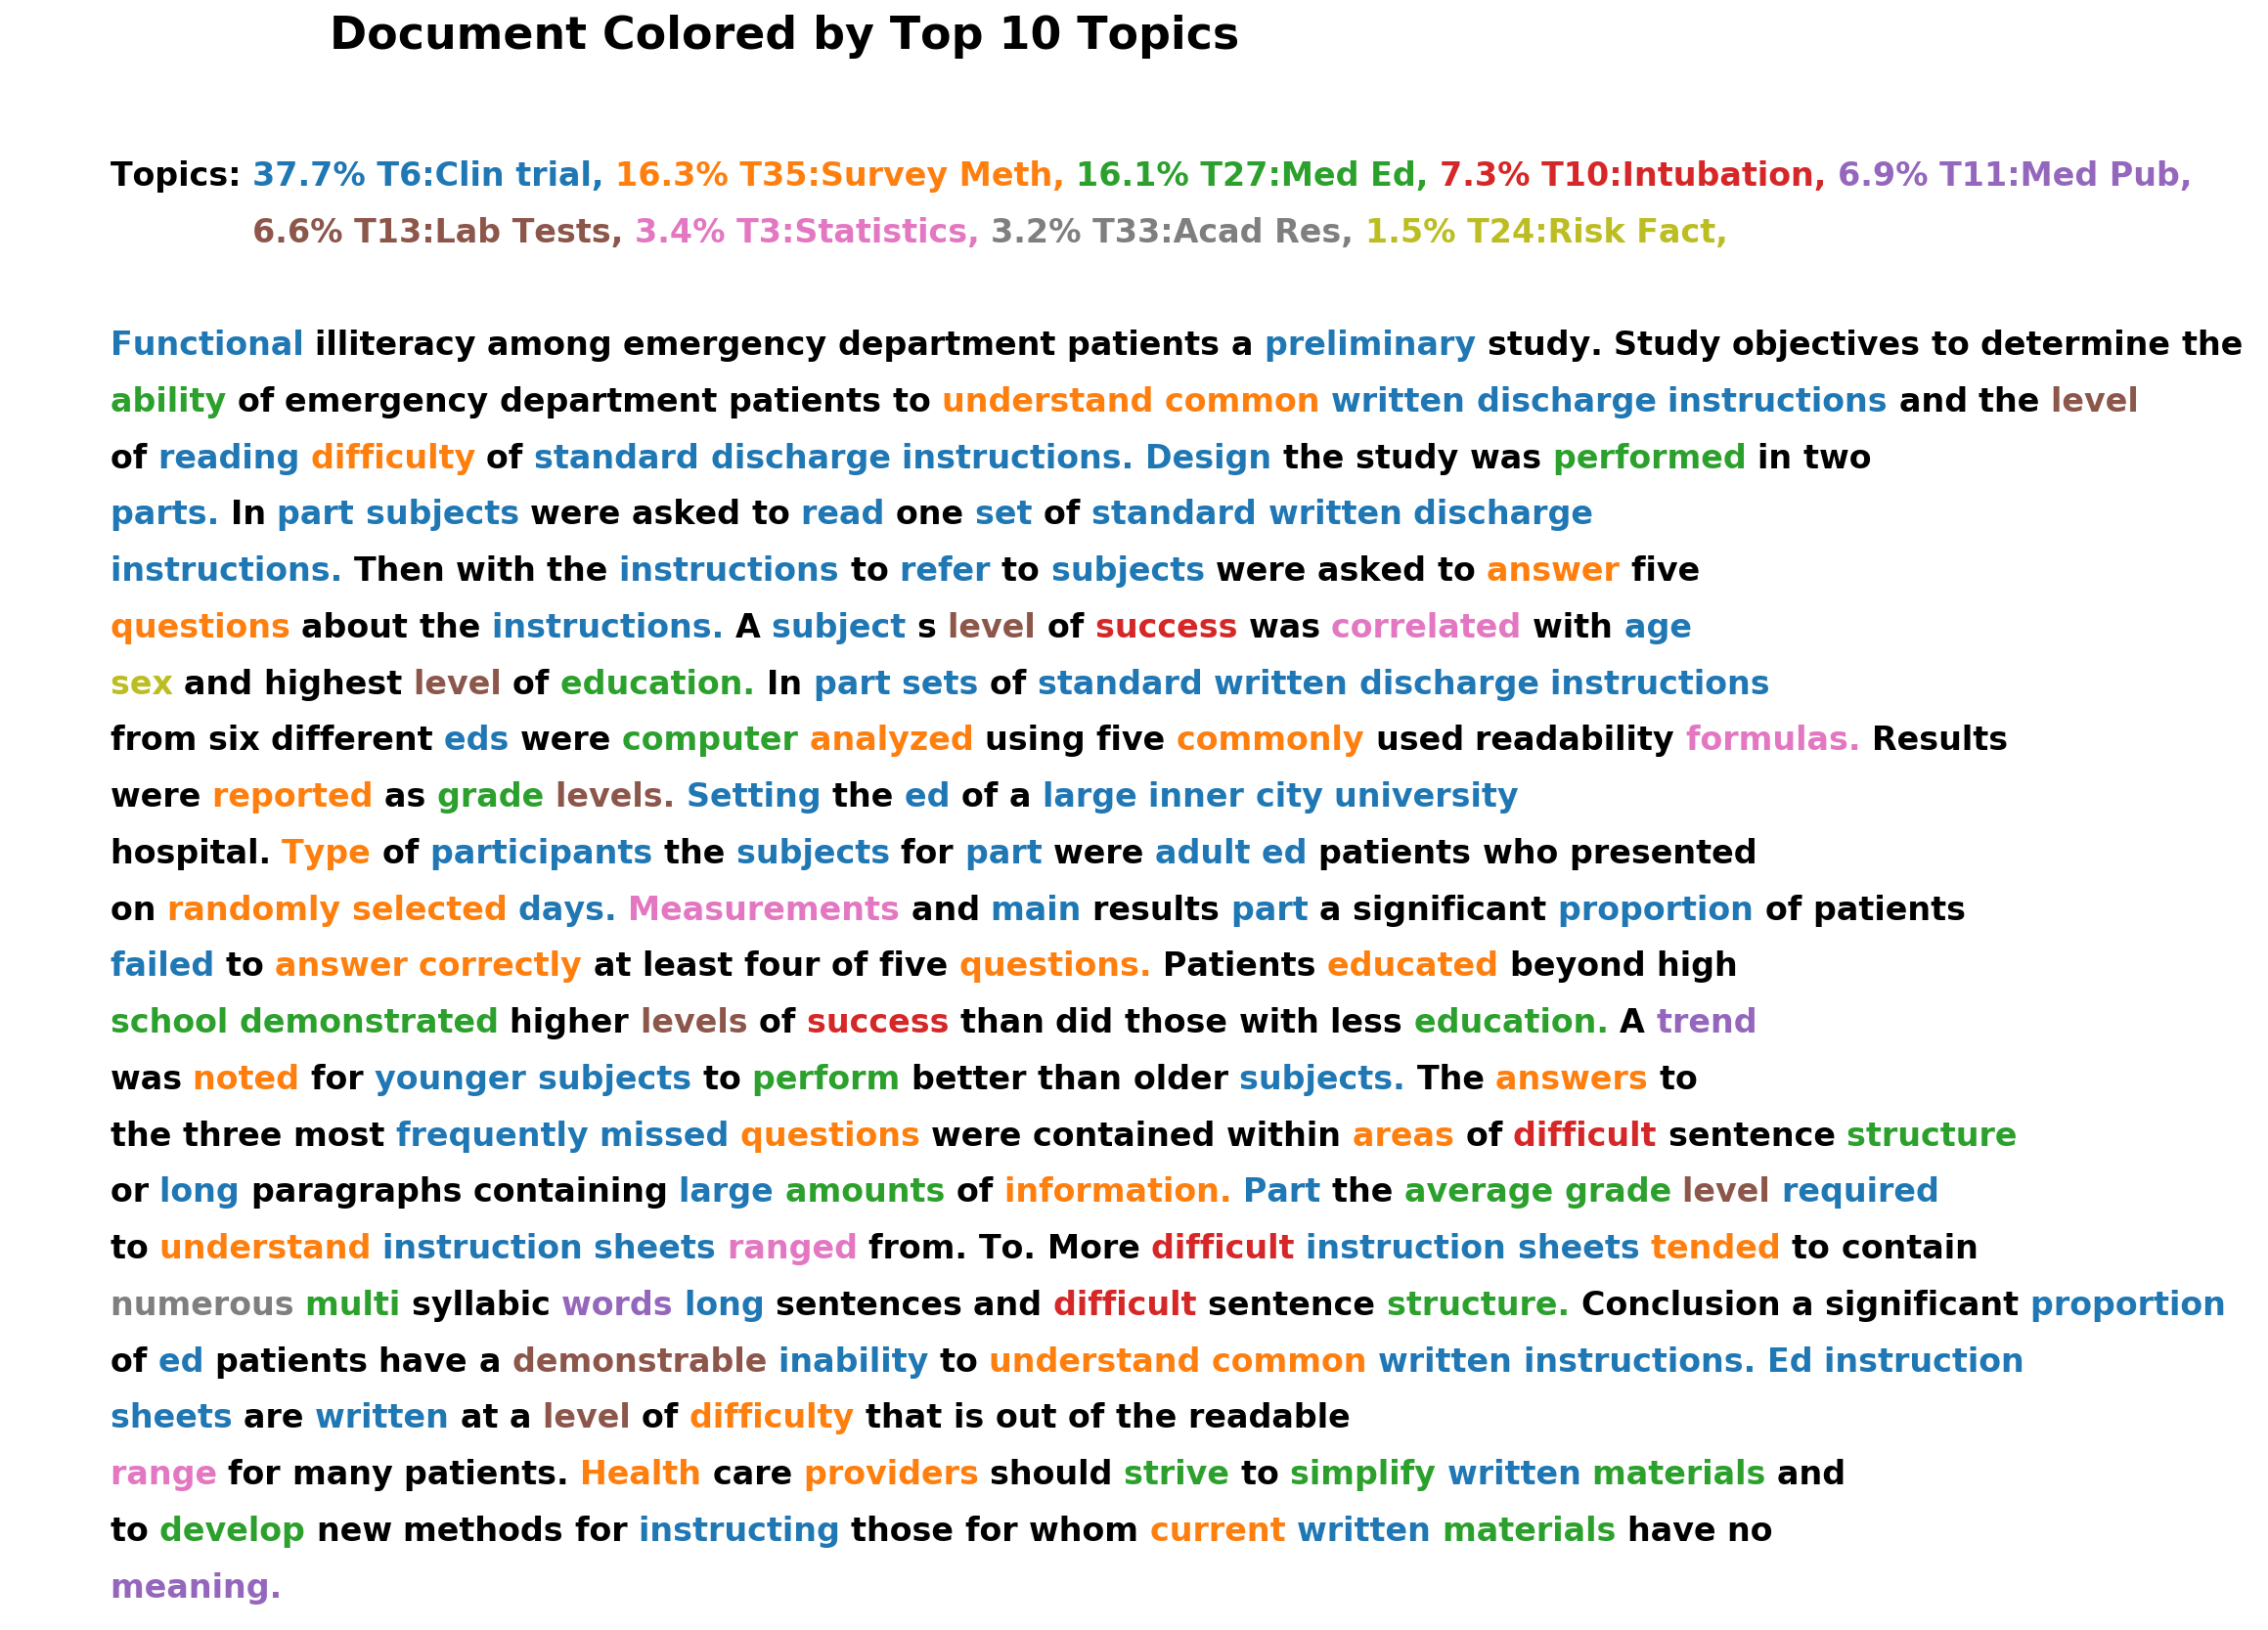 Document Colored by Top 10 Topics
Topics: 37.7% T6:Clin trial, 16.3% T35:Survey Meth, 16.1% T27:Med Ed, 7.3% T10:Intubation, 6.9% T11:Med Pub,
6.6% T13:Lab Tests, 3.4% T3:Statistics, 3.2% T33:Acad Res, 1.5% T24:Risk Fact,
Functional illiteracy among emergency department patients a preliminary study. Study objectives to determine the
ability of emergency department patients to understand common written discharge instructions and the level
of reading difficulty of standard discharge instructions. Design the study was performed in two
parts. In part subjects were asked to read one set of standard written discharge
instructions. Then with the instructions to refer to subjects were asked to answer five
questions about the instructions. A subject s level of success was correlated with age
sex and highest level of education. In part sets of standard written discharge instructions
from six different eds were computer analyzed using five commonly used readability formulas. Results
were reported as grade levels. Setting the ed of a large inner city university
hospital. Type of participants the subjects for part were adult ed patients who presented
on randomly selected days. Measurements and main results part a significant proportion of patients
failed to answer correctly at least four of five questions. Patients educated beyond high
school demonstrated higher levels of success than did those with less education. A trend
was noted for younger subjects to perform better than older subjects. The answers to
the three most frequently missed questions were contained within areas of difficult sentence structure
or long paragraphs containing large amounts of information. Part the average grade level required
to understand instruction sheets ranged from. To. More difficult instruction sheets tended to contain
numerous multi syllabic words long sentences and difficult sentence structure. Conclusion a significant proportion
of ed patients have a demonstrable inability to understand common written instructions. Ed instruction
sheets are written at a level of difficulty that is out of the readable
range for many patients. Health care providers should strive to simplify written materials and
to develop new methods for instructing those for whom current written materials have no
meaning.